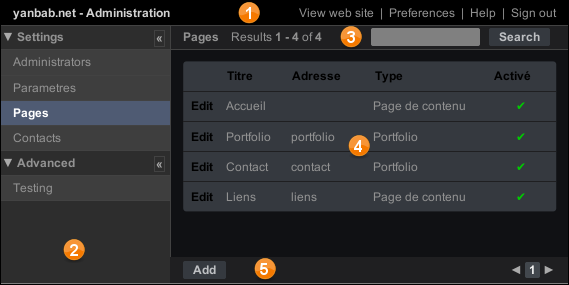 yanbab.net - Administration 1 View web site | Preferences | Help | Sign out
▼ Settings «
Administrators
Parametres
Pages
Contacts
▼ Advanced «
Testing
2
Pages Results 1 - 4 of 4 3 Search
Titre Adresse Type Activé
Edit Accueil Page de contenu ✔
Edit Portfolio portfolio 4 Portfolio ✔
Edit Contact contact Portfolio ✔
Edit Liens liens Page de contenu ✔
Add 5 ◀ 1 ▶